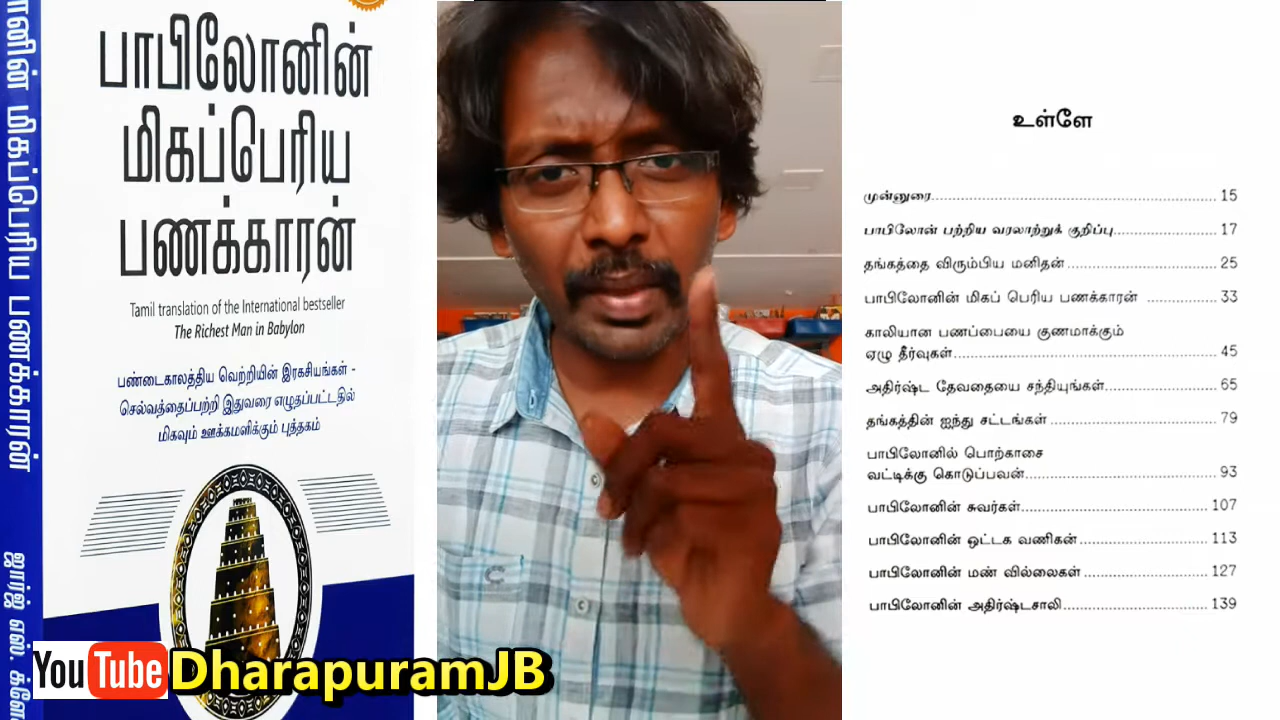 பாபிலோனின்
மிகப்பெரிய
பணக்காரன்
Tamil translation of the International bestseller
The Richest Man in Babylon
பண்டைகாலத்திய வெற்றியின் இரகசியங்கள் -
செல்வத்தைப்பற்றி இதுவரை எழுதப்பட்டதில்
மிகவும் ஊக்கமளிக்கும் புத்தகம்
மிகப்பெரிய பணக்காரன்
ஜார்ஜ் எஸ்.
YouTube DharapuramJB
உள்ளே
முன்னுரை 15
பாபிலோன் பற்றிய வரலாற்றுக் குறிப்பு 17
தங்கத்தை விரும்பிய மனிதன் 25
பாபிலோனின் மிகப் பெரிய பணக்காரன் 33
காலியான பணப்பையை குணமாக்கும்
ஏழு தீர்வுகள் 45
அதிர்ஷ்ட தேவதையை சந்தியுங்கள் 65
தங்கத்தின் ஐந்து சட்டங்கள் 79
பாபிலோனில் பொற்காசை
வட்டிக்கு கொடுப்பவன் 93
பாபிலோனின் சுவர்கள் 107
பாபிலோனின் ஒட்டக வணிகன் 113
பாபிலோனின் மண் வில்லைகள் 127
பாபிலோனின் அதிர்ஷ்டசாலி 139